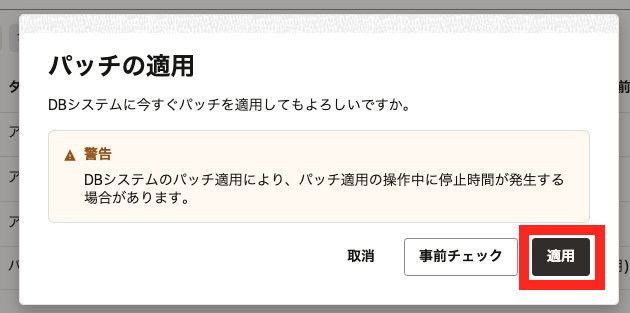 パッチの適用
DBシステムに今すぐパッチを適用してもよろしいですか。
警告
DBシステムのパッチ適用により、パッチ適用の操作中に停止時間が発生する
場合があります。
取消
事前チェック
適用